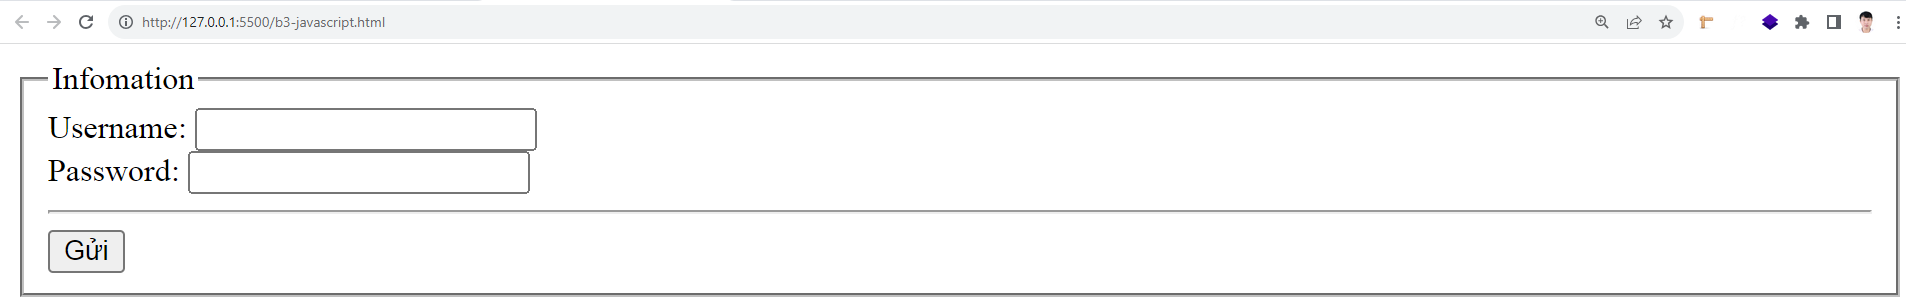 http://127.0.0.1:5500/b3-javascript.html
Infomation
Username:
Password:
Gửi